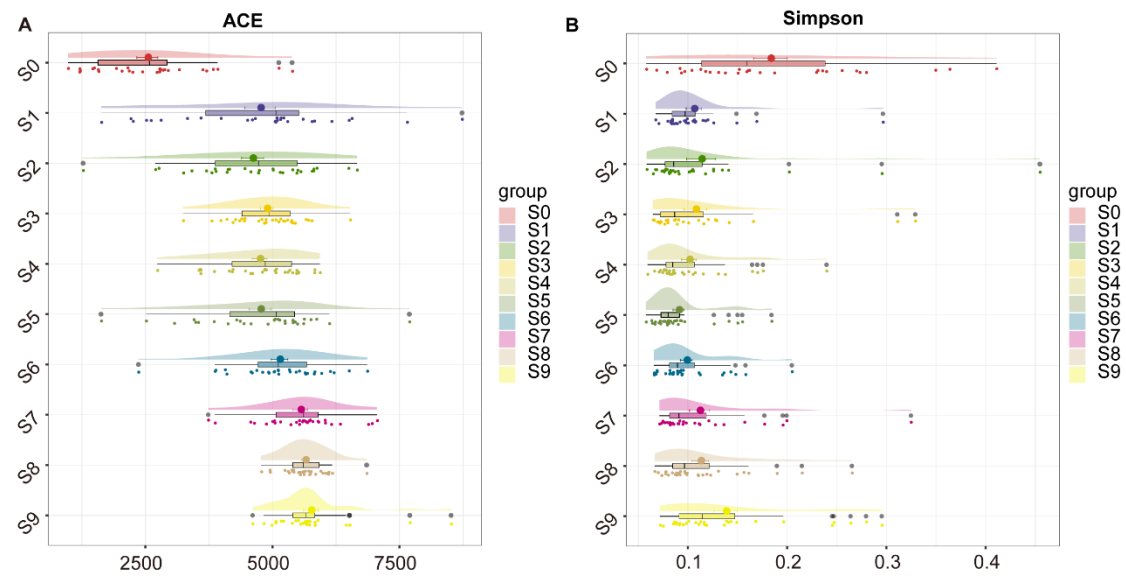 A
ACE
S0
S1
S2
S3
S4
S5
S6
S7
S8
S9
2500
5000
7500
group
S0
S1
S2
S3
S4
S5
S6
S7
S8
S9
B
Simpson
S0
S1
S2
S3
S4
S5
S6
S7
S8
S9
0.1
0.2
0.3
0.4
group
S0
S1
S2
S3
S4
S5
S6
S7
S8
S9